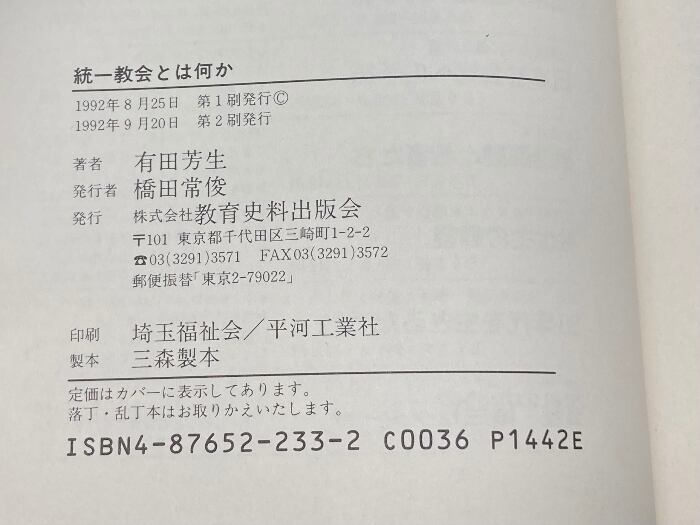 統一教会とは何か
1992年8月25日 第1刷発行©
1992年9月20日 第2刷発行
著者 有田芳生
発行者 橋田常俊
発行 株式会社教育史料出版会
〒101 東京都千代田区三崎町1-2-2
☎03(3291)3571 FAX03(3291)3572
郵便振替「東京2-79022」
印刷 埼玉福祉会/平河工業社
製本 三森製本
定価はカバーに表示してあります。
落丁・乱丁本はお取りかえいたします。
ISBN4-87652-233-2 C0036 P1442E